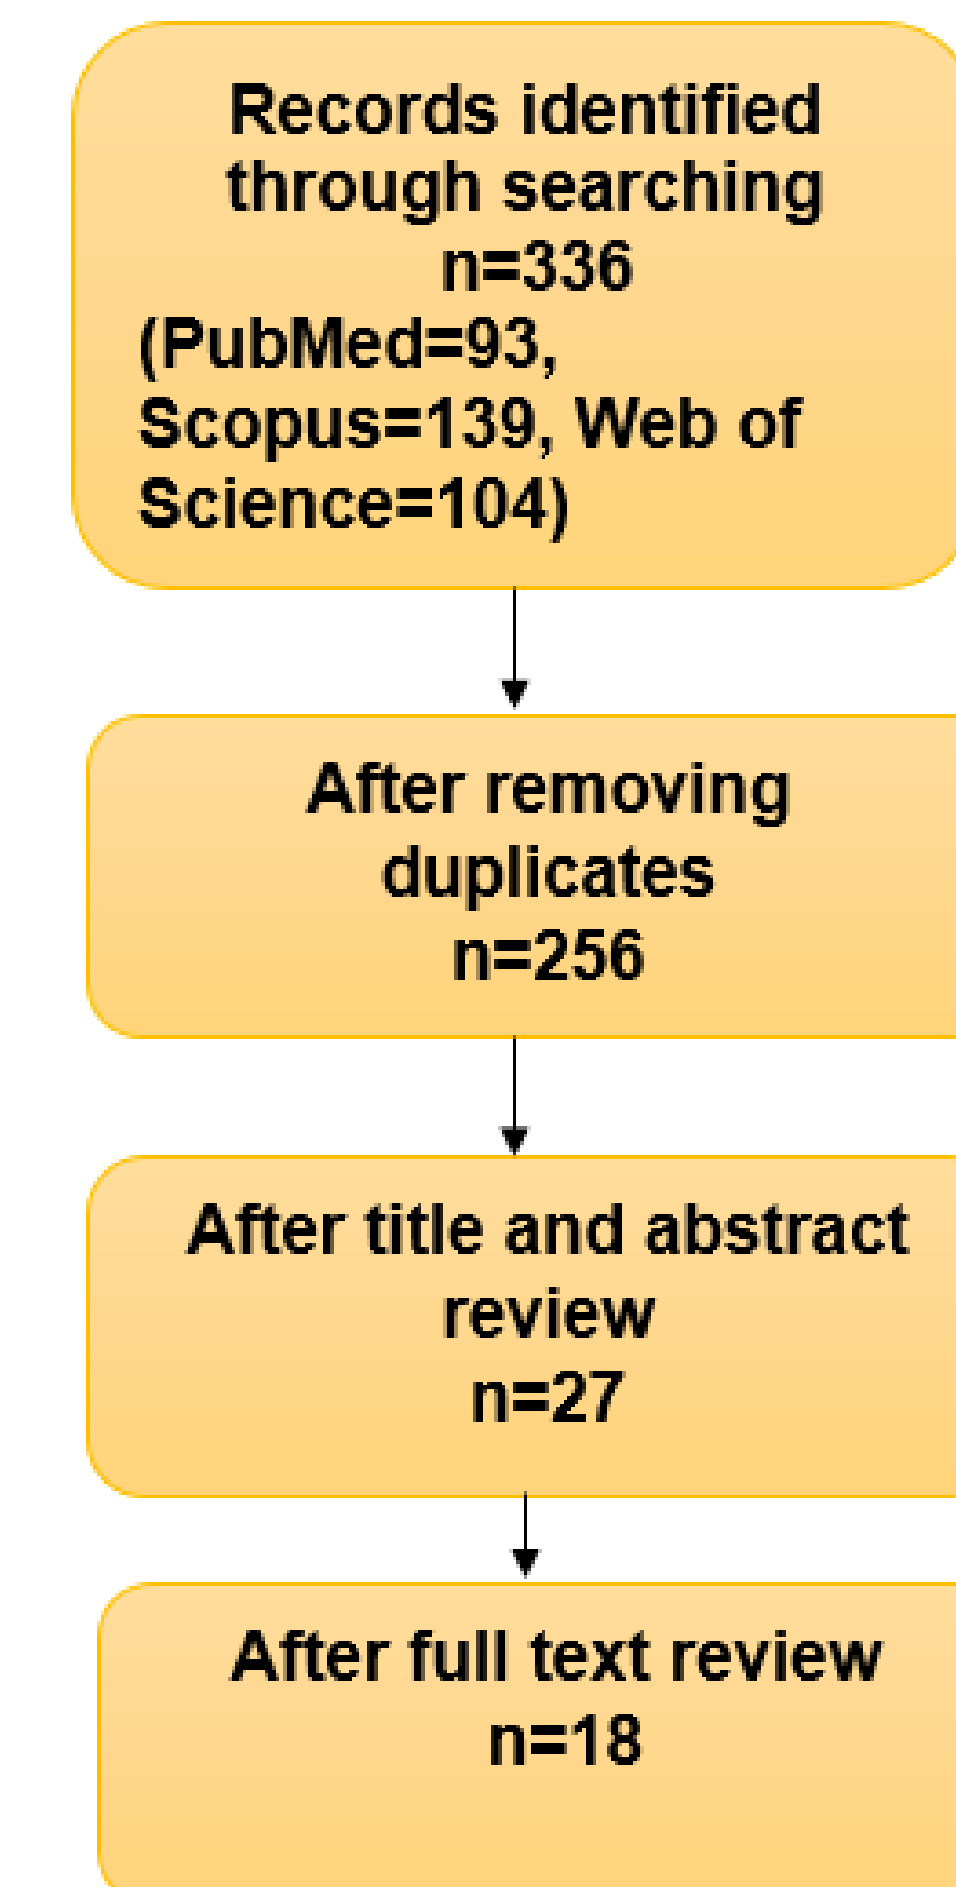 Records identified
through searching
n=336
(PubMed=93,
Scopus=139, Web of
Science=104)
After removing
duplicates
n=256
After title and abstract
review
n=27
After full text review
n=18